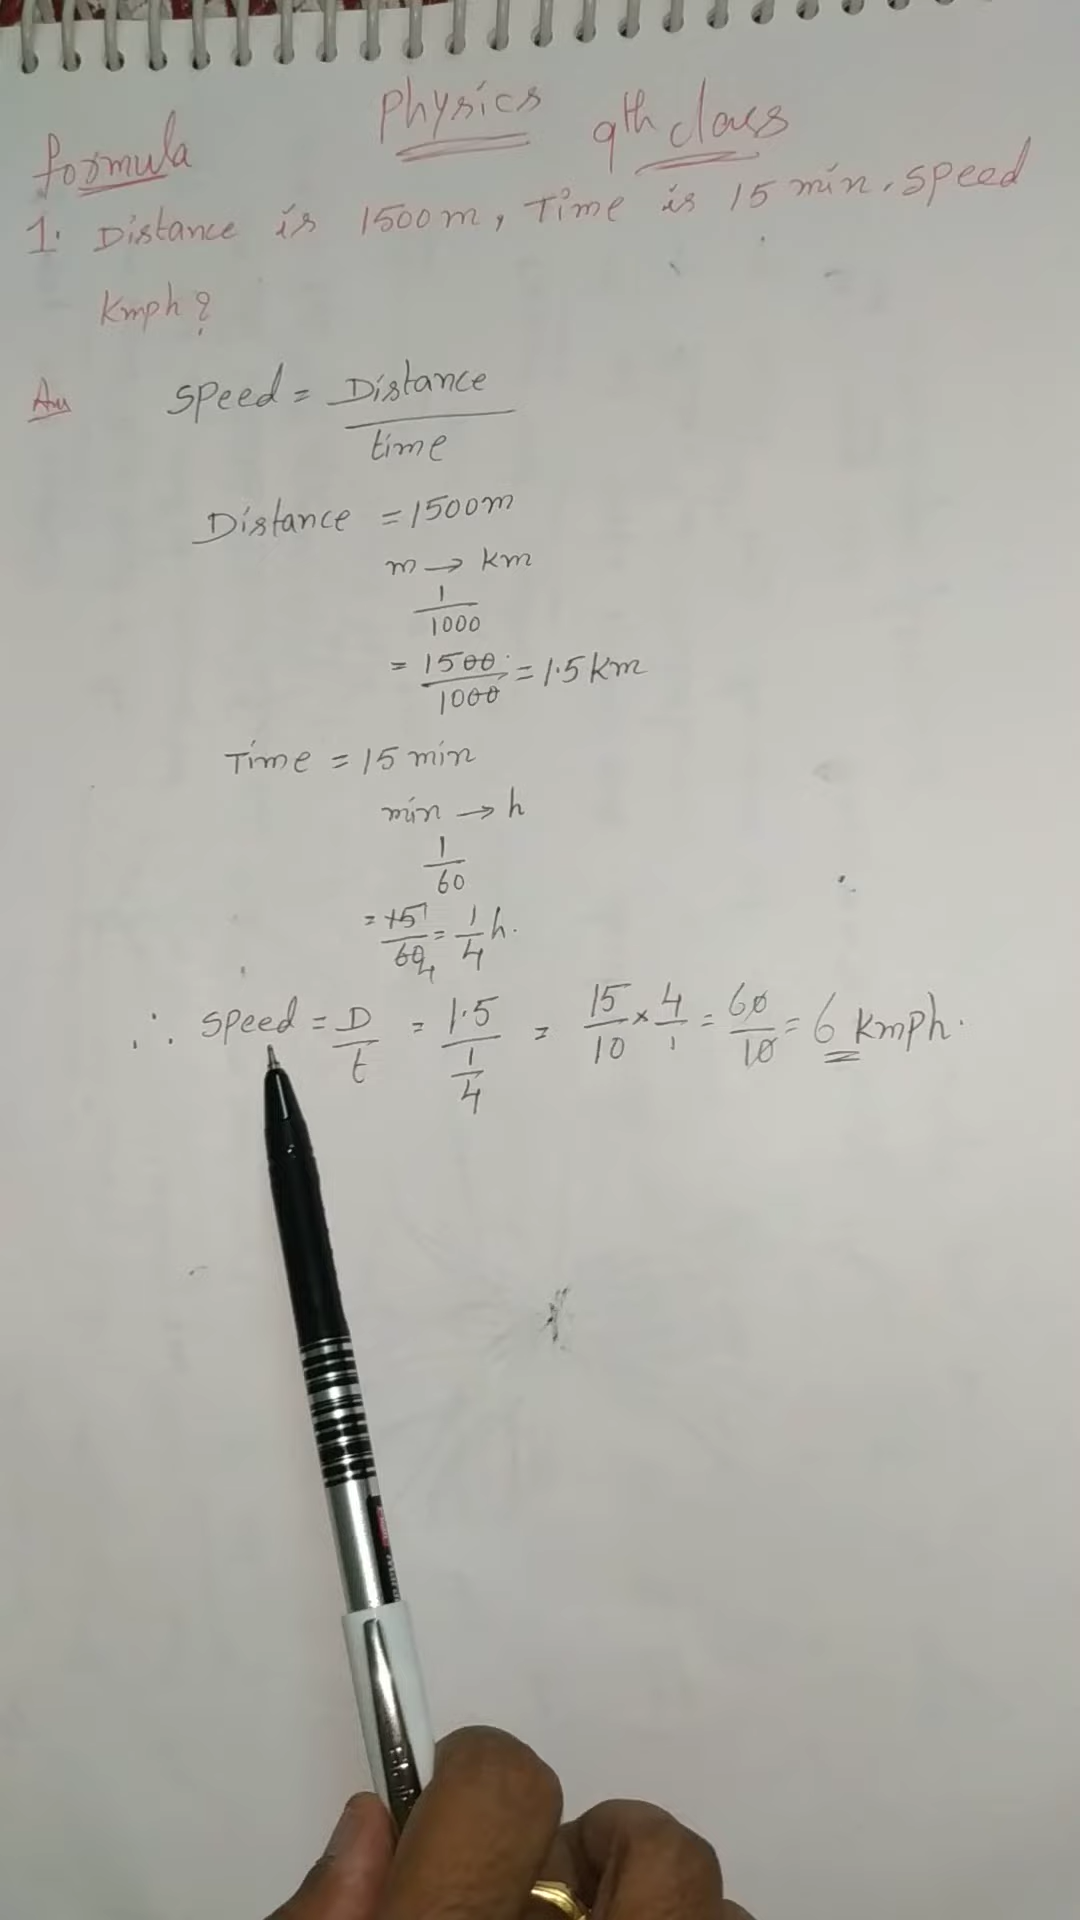 Physics
9th class
formula
1. Distance is 1500m, Time is 15 min. speed
Kmph?
Ans
speed = Distance / time
Distance = 1500m
m → km
1/1000
= 1500/1000 = 1.5 km
Time = 15 min
min → h
1/60
= 15/60 4 = 1/4 h.
∴ speed = D/t = 1.5/(1/4) = 15/10 × 4/1 = 60/10 = 6 kmph.